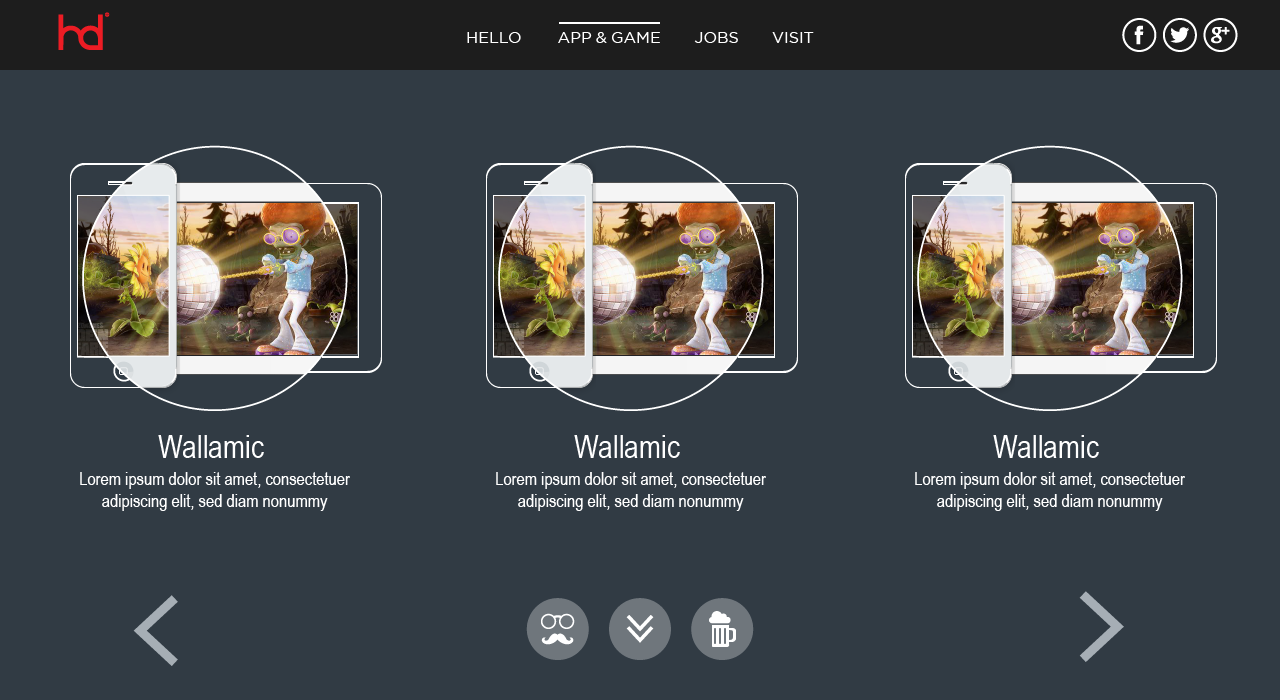 hd
HELLO
APP & GAME
JOBS
VISIT
Wallamic
Lorem ipsum dolor sit amet, consectetuer
adipiscing elit, sed diam nonummy
Wallamic
Lorem ipsum dolor sit amet, consectetuer
adipiscing elit, sed diam nonummy
Wallamic
Lorem ipsum dolor sit amet, consectetuer
adipiscing elit, sed diam nonummy